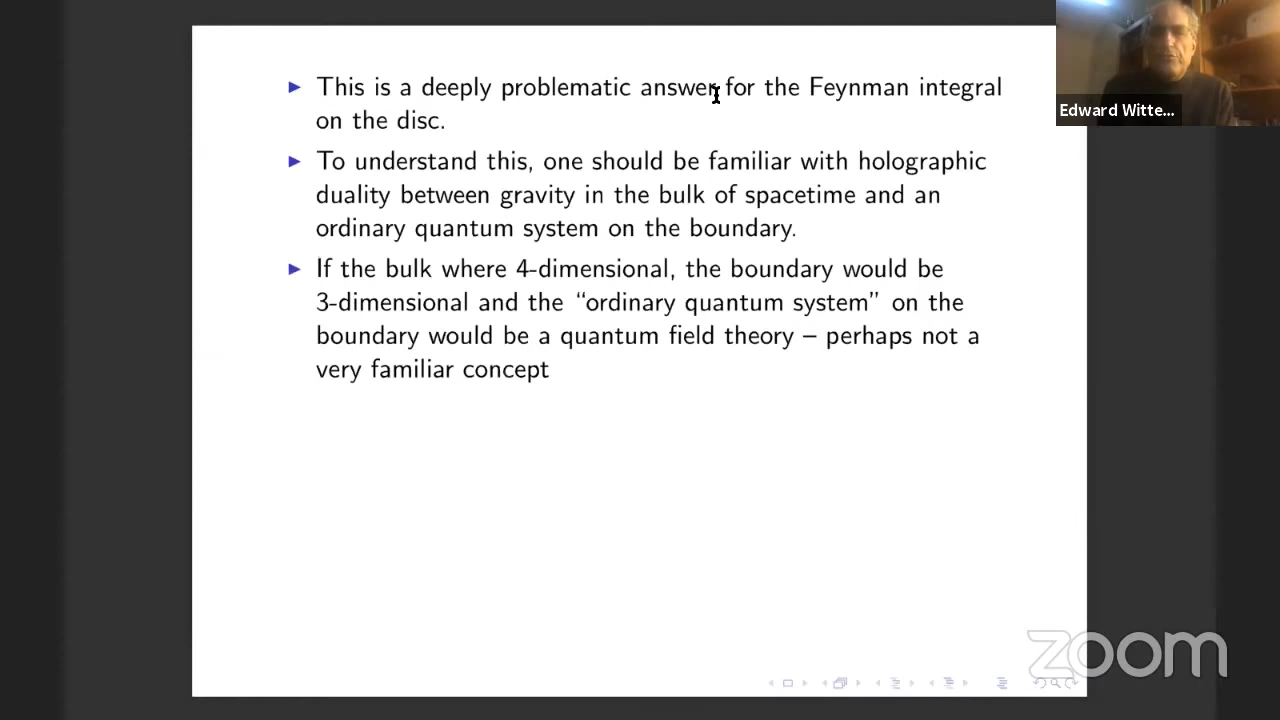 ▶ This is a deeply problematic answer for the Feynman integral
on the disc.
▶ To understand this, one should be familiar with holographic
duality between gravity in the bulk of spacetime and an
ordinary quantum system on the boundary.
▶ If the bulk where 4-dimensional, the boundary would be
3-dimensional and the “ordinary quantum system” on the
boundary would be a quantum field theory – perhaps not a
very familiar concept
Edward Witte...
zoom